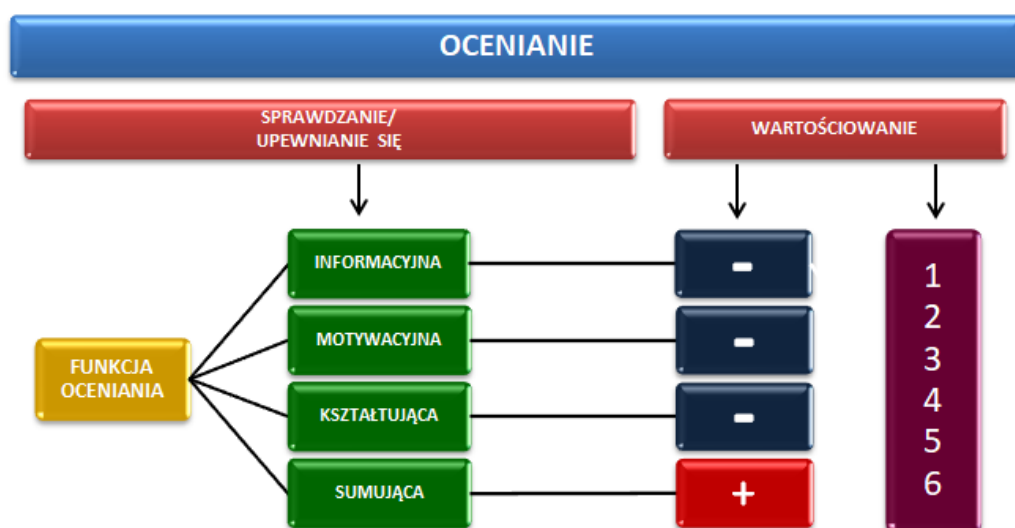 OCENIANIE
SPRAWDZANIE/
UPEWNIANIE SIĘ
WARTOŚCIOWANIE
FUNKCJA
OCENIANIA
INFORMACYJNA
-
MOTYWACYJNA
-
KSZTAŁTUJĄCA
-
SUMUJĄCA
+
1
2
3
4
5
6